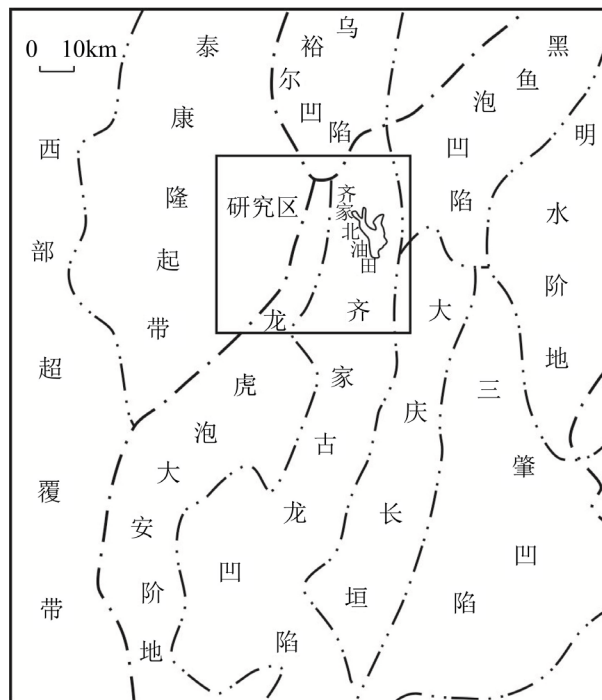 0 10km
西部超覆带
泰康隆起带
乌裕尔凹陷
黑鱼泡凹陷
明水阶地
研究区
齐家北油田
龙虎泡大安阶地
齐家古龙凹陷
大庆长垣
三肇凹陷